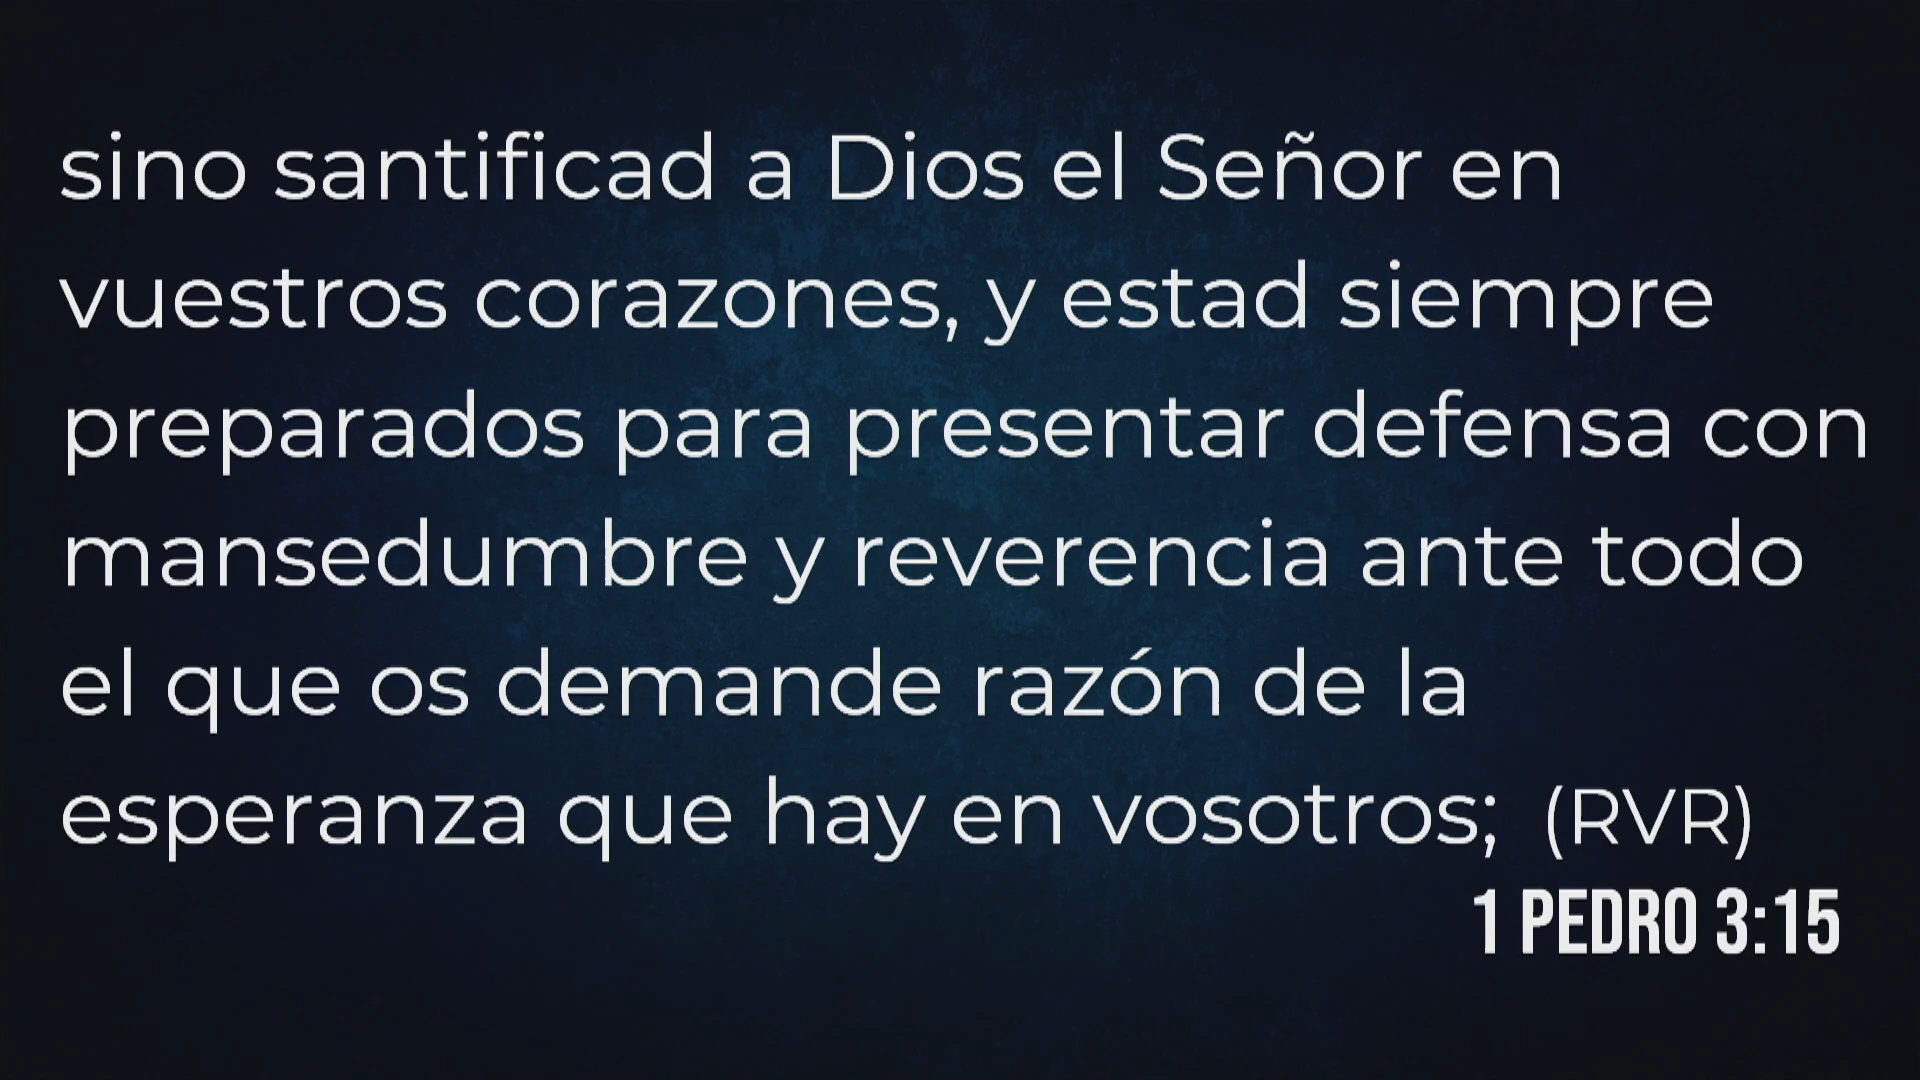 sino santificad a Dios el Señor en
vuestros corazones, y estad siempre
preparados para presentar defensa con
mansedumbre y reverencia ante todo
el que os demande razón de la
esperanza que hay en vosotros; (RVR)
1 PEDRO 3:15